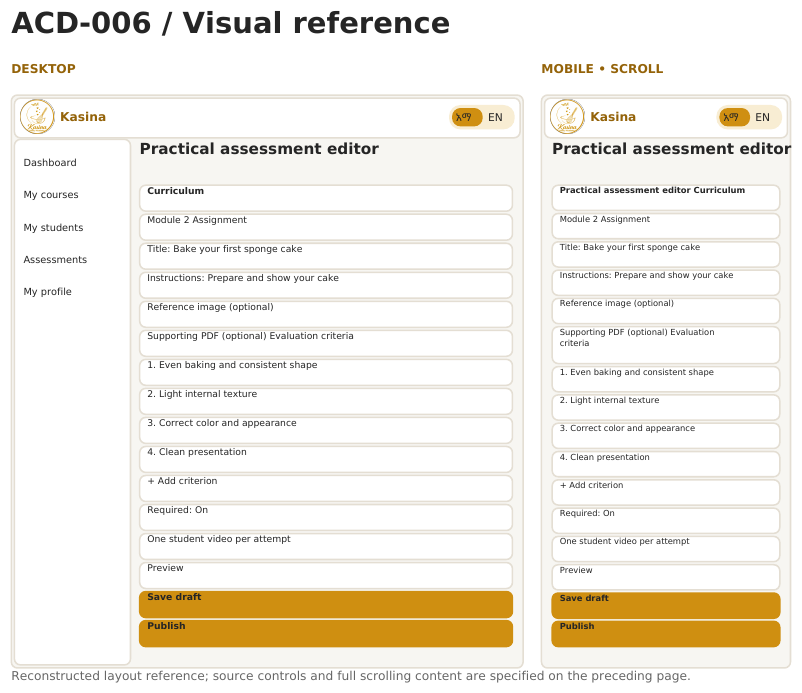 ACD-006 / Visual reference
DESKTOP
Kasina
Kasina
አማ EN
Dashboard
My courses
My students
Assessments
My profile
Practical assessment editor
Curriculum
Module 2 Assignment
Title: Bake your first sponge cake
Instructions: Prepare and show your cake
Reference image (optional)
Supporting PDF (optional) Evaluation criteria
1. Even baking and consistent shape
2. Light internal texture
3. Correct color and appearance
4. Clean presentation
+ Add criterion
Required: On
One student video per attempt
Preview
Save draft
Publish
MOBILE • SCROLL
Kasina
Kasina
አማ EN
Practical assessment editor
Practical assessment editor Curriculum
Module 2 Assignment
Title: Bake your first sponge cake
Instructions: Prepare and show your cake
Reference image (optional)
Supporting PDF (optional) Evaluation
criteria
1. Even baking and consistent shape
2. Light internal texture
3. Correct color and appearance
4. Clean presentation
+ Add criterion
Required: On
One student video per attempt
Preview
Save draft
Publish
Reconstructed layout reference; source controls and full scrolling content are specified on the preceding page.